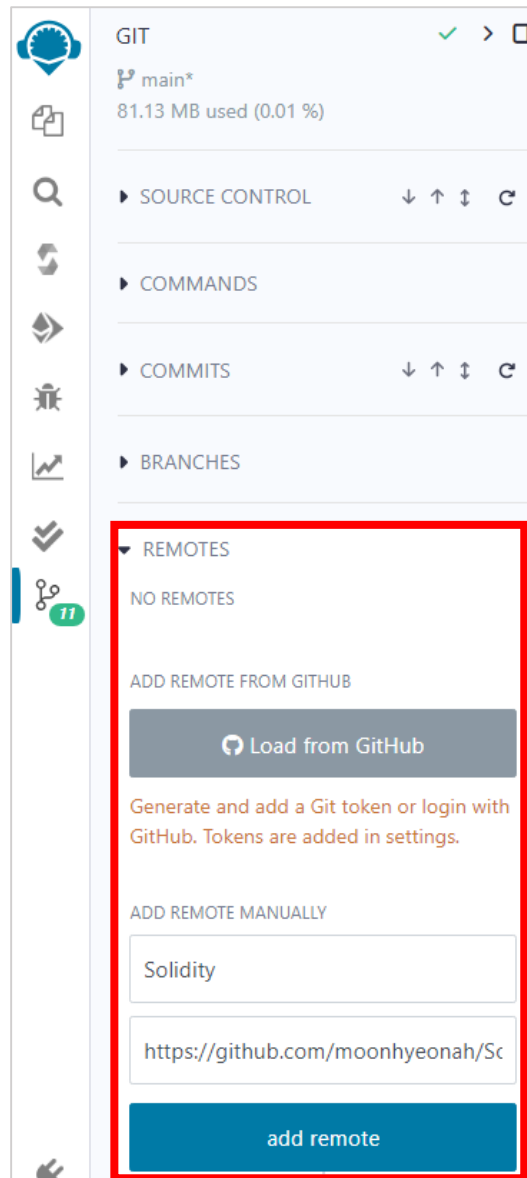 GIT
main*
81.13 MB used (0.01 %)
SOURCE CONTROL
COMMANDS
COMMITS
BRANCHES
REMOTES
11
NO REMOTES
ADD REMOTE FROM GITHUB
Load from GitHub
Generate and add a Git token or login with
GitHub. Tokens are added in settings.
ADD REMOTE MANUALLY
Solidity
https://github.com/moonhyeonah/Sc
add remote